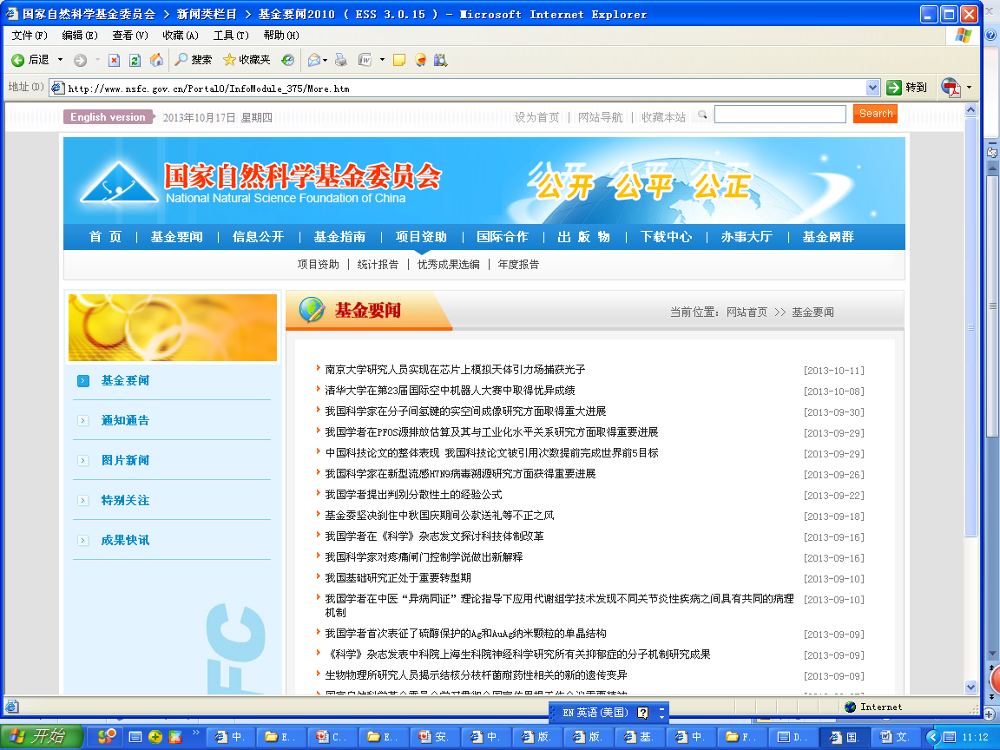 国家自然科学基金委员会 > 新闻类栏目 > 基金要闻2010 ( ESS 3.0.15 ) - Microsoft Internet Explorer
文件(F) 编辑(E) 查看(V) 收藏(A) 工具(T) 帮助(H)
后退 搜索 收藏夹
地址(D) http://www.nsfc.gov.cn/Portal0/InfoModule_375/More.htm 转到
English version 2013年10月17日 星期四 设为首页 | 网站导航 | 收藏本站 Search
国家自然科学基金委员会
National Natural Science Foundation of China
公开 公平 公正
首 页 | 基金要闻 | 信息公开 | 基金指南 | 项目资助 | 国际合作 | 出 版 物 | 下载中心 | 办事大厅 | 基金网群
项目资助 | 统计报告 | 优秀成果选编 | 年度报告
基金要闻
通知通告
图片新闻
特别关注
成果快讯
基金要闻 当前位置: 网站首页 >> 基金要闻
南京大学研究人员实现在芯片上模拟天体引力场捕获光子 [2013-10-11]
清华大学在第23届国际空中机器人大赛中取得优异成绩 [2013-10-08]
我国科学家在分子间氢键的实空间成像研究方面取得重大进展 [2013-09-30]
我国学者在PFOS源排放估算及其与工业化水平关系研究方面取得重要进展 [2013-09-29]
中国科技论文的整体表现 我国科技论文被引用次数提前完成世界前5目标 [2013-09-29]
我国科学家在新型流感H7N9病毒溯源研究方面获得重要进展 [2013-09-26]
我国学者提出判别分散性土的经验公式 [2013-09-22]
基金委坚决刹住中秋国庆期间公款送礼等不正之风 [2013-09-18]
我国学者在《科学》杂志发文探讨科技体制改革 [2013-09-16]
我国科学家对疼痛闸门控制学说做出新解释 [2013-09-16]
我国基础研究正处于重要转型期 [2013-09-10]
我国学者在中医“异病同证”理论指导下应用代谢组学技术发现不同关节炎性疾病之间具有共同的病理 [2013-09-10]
机制
我国学者首次表征了硫醇保护的Ag和AuAg纳米颗粒的单晶结构 [2013-09-09]
《科学》杂志发表中科院上海生科院神经科学研究所有关抑郁症的分子机制研究成果 [2013-09-09]
生物物理所研究人员揭示结核分枝杆菌耐药性相关的新的遗传变异 [2013-09-09]
FC
Internet
EN 英语(美国)
开始 中. E.. C.. E.. 安. 中. 版. 版. 基. 中. F.. D.. 国. 文. 11:12